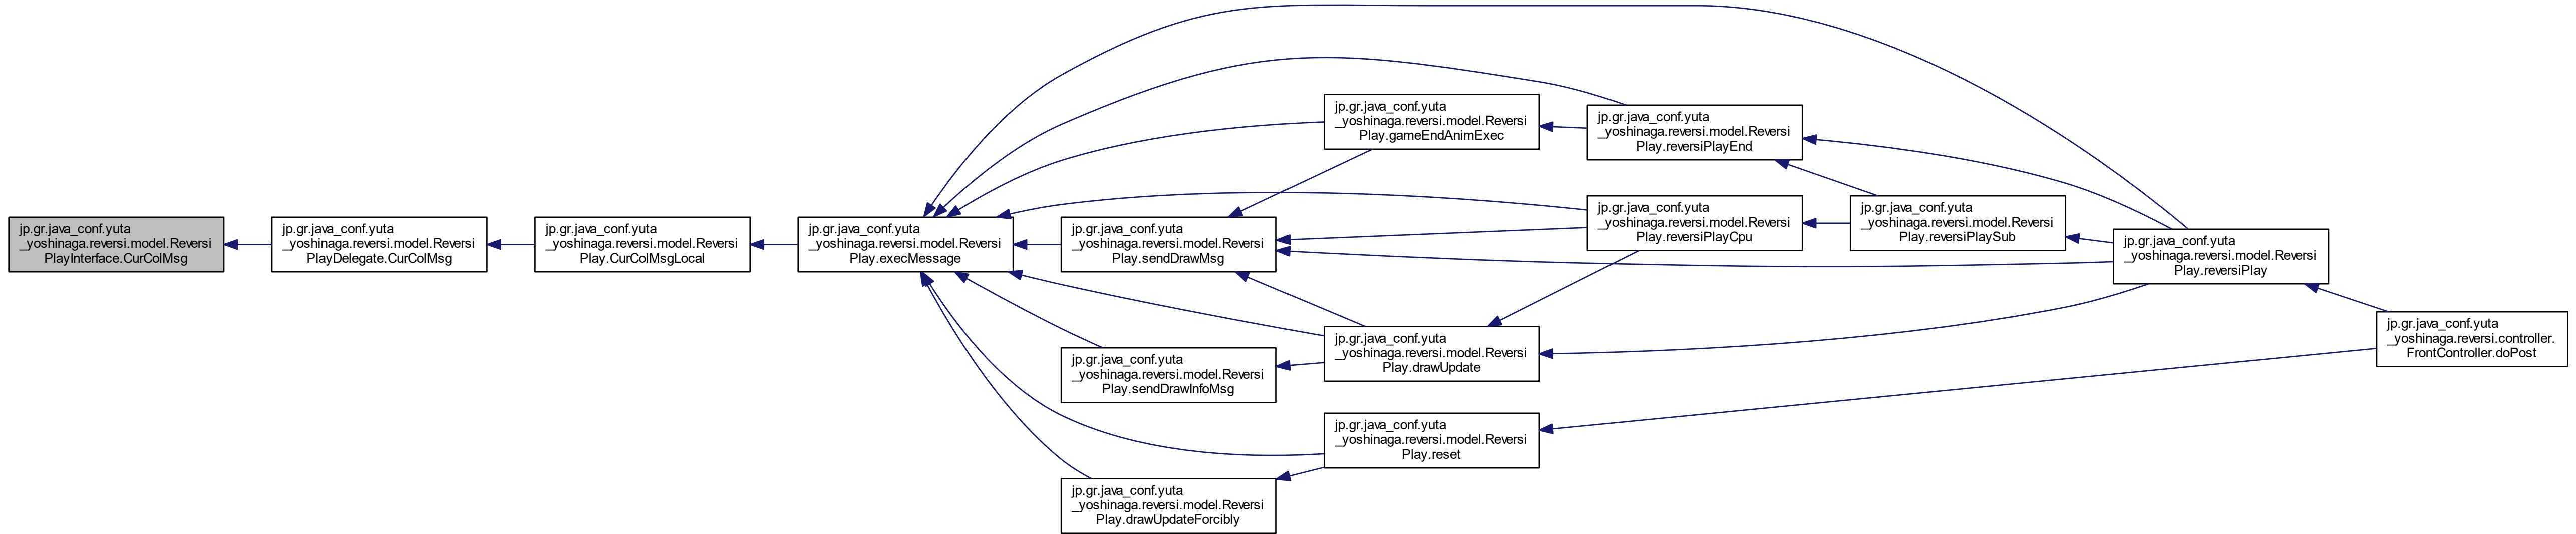 jp.gr.java_conf.yuta
_yoshinaga.reversi.model.Reversi
PlayInterface.CurColMsg
jp.gr.java_conf.yuta
_yoshinaga.reversi.model.Reversi
PlayDelegate.CurColMsg
jp.gr.java_conf.yuta
_yoshinaga.reversi.model.Reversi
Play.CurColMsgLocal
jp.gr.java_conf.yuta
_yoshinaga.reversi.model.Reversi
Play.execMessage
jp.gr.java_conf.yuta
_yoshinaga.reversi.model.Reversi
Play.sendDrawMsg
jp.gr.java_conf.yuta
_yoshinaga.reversi.model.Reversi
Play.sendDrawInfoMsg
jp.gr.java_conf.yuta
_yoshinaga.reversi.model.Reversi
Play.drawUpdateForcibly
jp.gr.java_conf.yuta
_yoshinaga.reversi.model.Reversi
Play.gameEndAnimExec
jp.gr.java_conf.yuta
_yoshinaga.reversi.model.Reversi
Play.drawUpdate
jp.gr.java_conf.yuta
_yoshinaga.reversi.model.Reversi
Play.reset
jp.gr.java_conf.yuta
_yoshinaga.reversi.model.Reversi
Play.reversiPlayEnd
jp.gr.java_conf.yuta
_yoshinaga.reversi.model.Reversi
Play.reversiPlayCpu
jp.gr.java_conf.yuta
_yoshinaga.reversi.model.Reversi
Play.reversiPlaySub
jp.gr.java_conf.yuta
_yoshinaga.reversi.model.Reversi
Play.reversiPlay
jp.gr.java_conf.yuta
_yoshinaga.reversi.controller.
FrontController.doPost